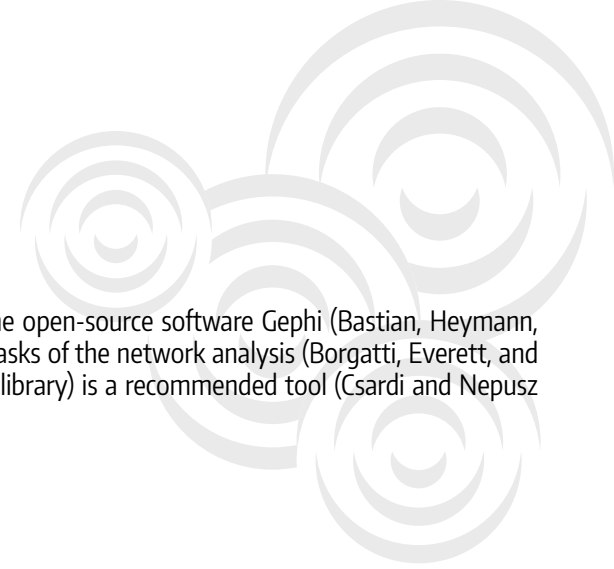 e open-source software Gephi (Bastian, Heymann,
asks of the network analysis (Borgatti, Everett, and
library) is a recommended tool (Csardi and Nepusz